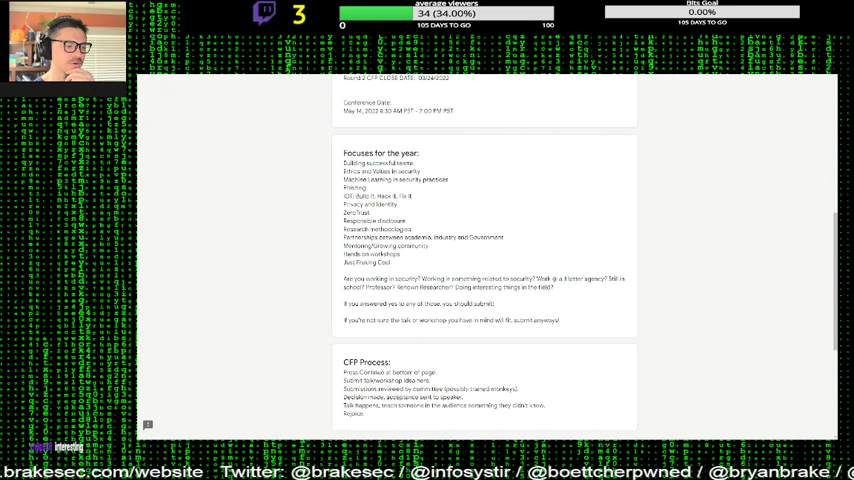 average viewers
Bits Goal
3
34 (34.00%)
0.00%
0
105 DAYS TO GO
100
105 DAYS TO GO
Round 2 CFP CLOSE DATE: 03/24/2022
Conference Date:
May 14, 2022 8:30 AM PST - 7:00 PM PST
Focuses for the year:
Building successful teams
Ethics and Values in security
Machine Learning in security practices
Phishing
IOT: Build It, Hack It, Fix It
Privacy and Identity
ZeroTrust
Responsible disclosure
Research methodologies
Partnerships between academia, industry and Government
Mentoring/Growing community
Hands on workshops
Just Friking Cool
Are you working in security? Working in something related to security? Work @ a 3 letter agency? Still in
school? Professor? Renown Researcher? Doing interesting things in the field?
If you answered yes to any of those, you should submit!
If you're not sure the talk or workshop you have in mind will fit, submit anyways!
CFP Process:
Press Continue at bottom of page.
Submit talk/workshop idea here.
Submissions reviewed by committee (possibly trained monkeys).
Decision made, acceptance sent to speaker.
Talk happens, teach someone in the audience something they didn't know.
Rejoice.
interesting
.brakesec.com/website Twitter: @brakesec / @infosystir / @boettcherpwned / @bryanbrake / @